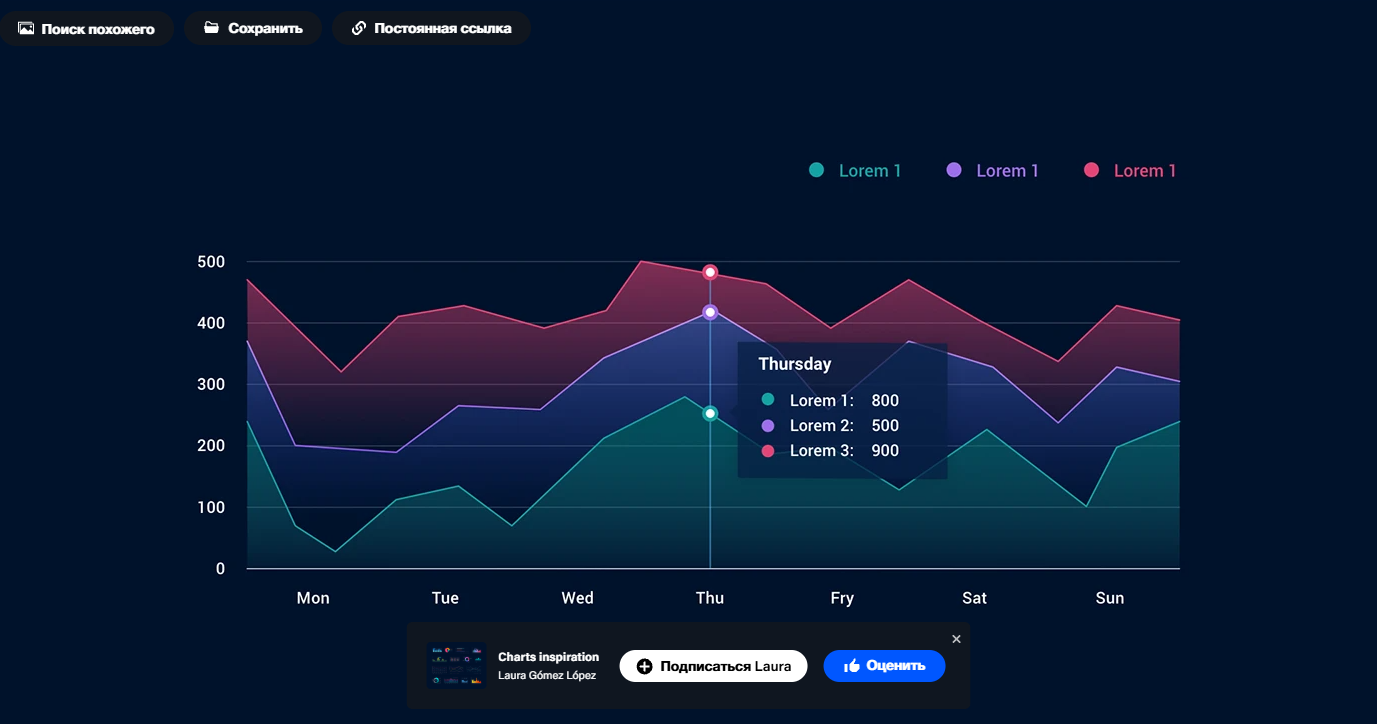 Поиск похожего
Сохранить
Постоянная ссылка
Lorem 1
Lorem 1
Lorem 1
500
400
300
200
100
0
Thursday
Lorem 1: 800
Lorem 2: 500
Lorem 3: 900
Mon Tue Wed Thu Fry Sat Sun
Charts inspiration
Laura Gómez López
Подписаться Laura
Оценить